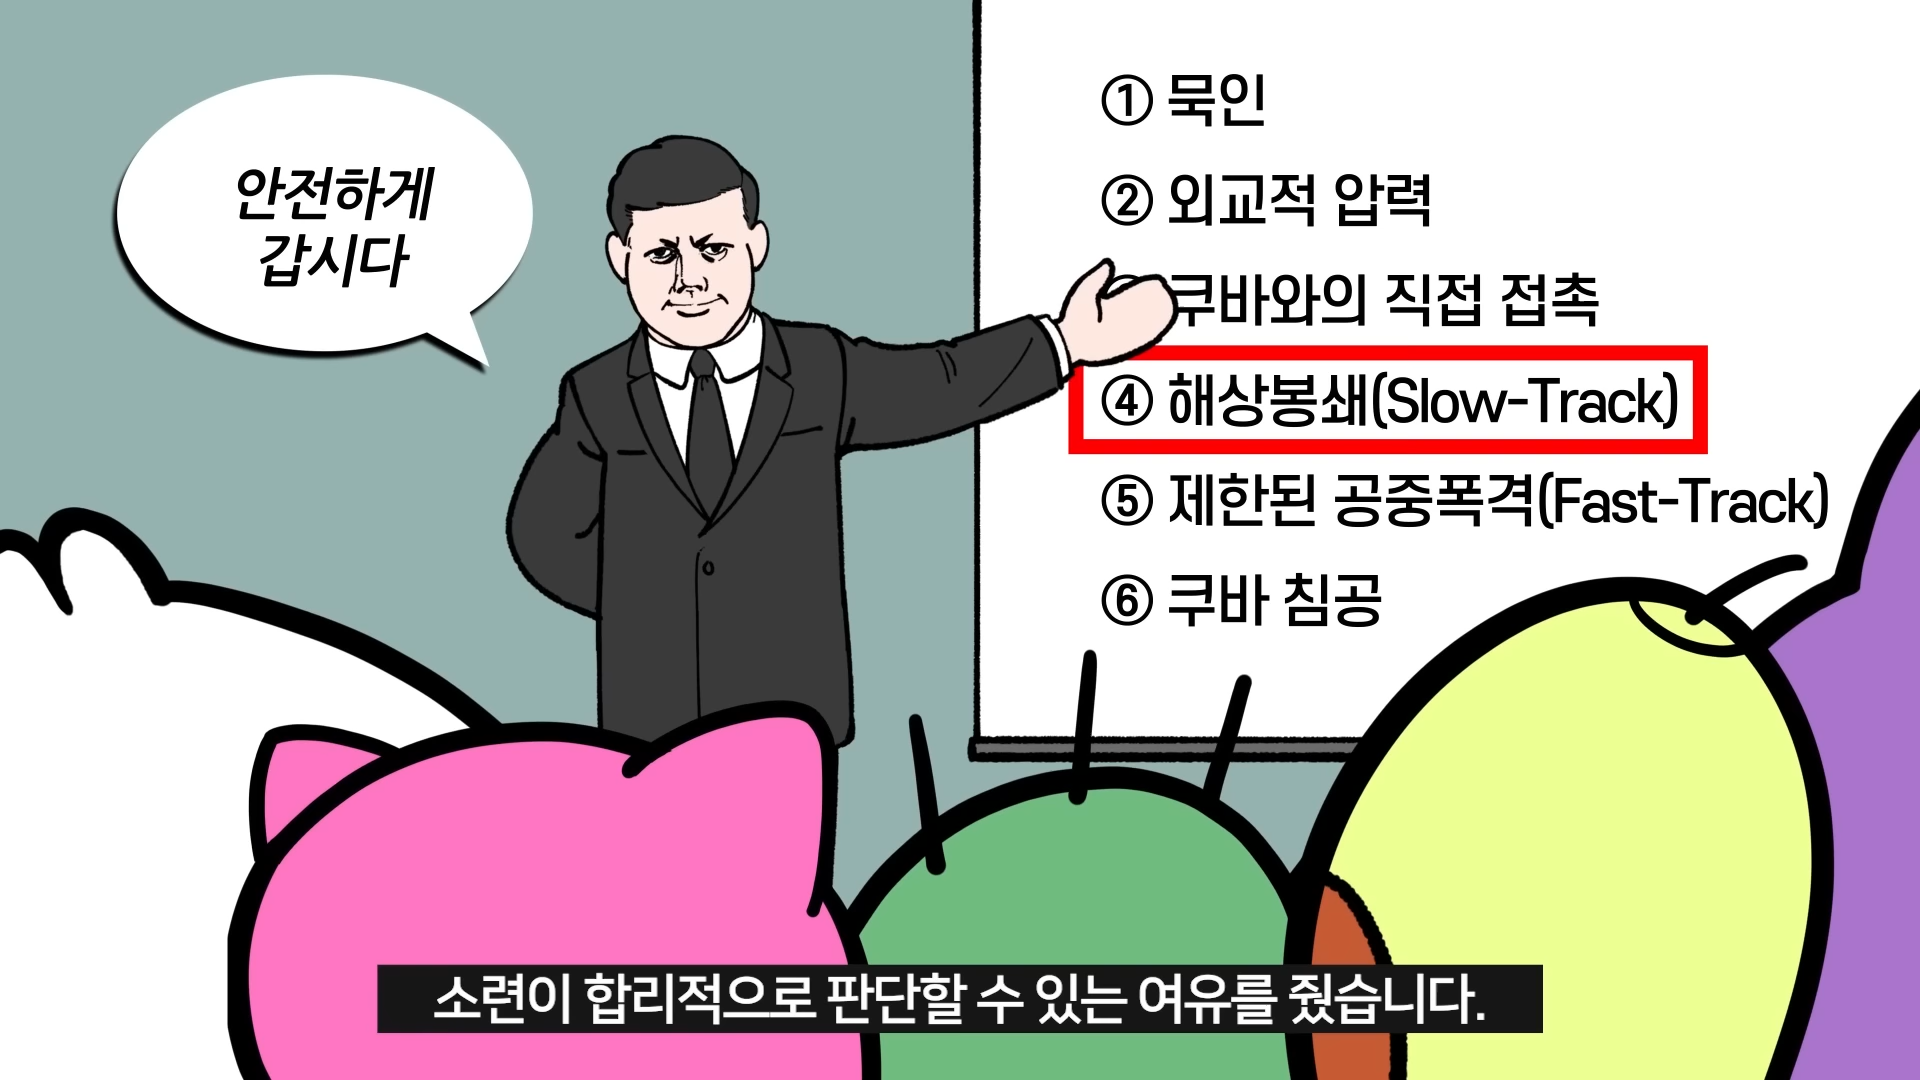 안전하게
갑시다
① 묵인
② 외교적 압력
쿠바와의 직접 접촉
④ 해상봉쇄(Slow-Track)
⑤ 제한된 공중폭격(Fast-Track)
⑥ 쿠바 침공
소련이 합리적으로 판단할 수 있는 여유를 줬습니다.